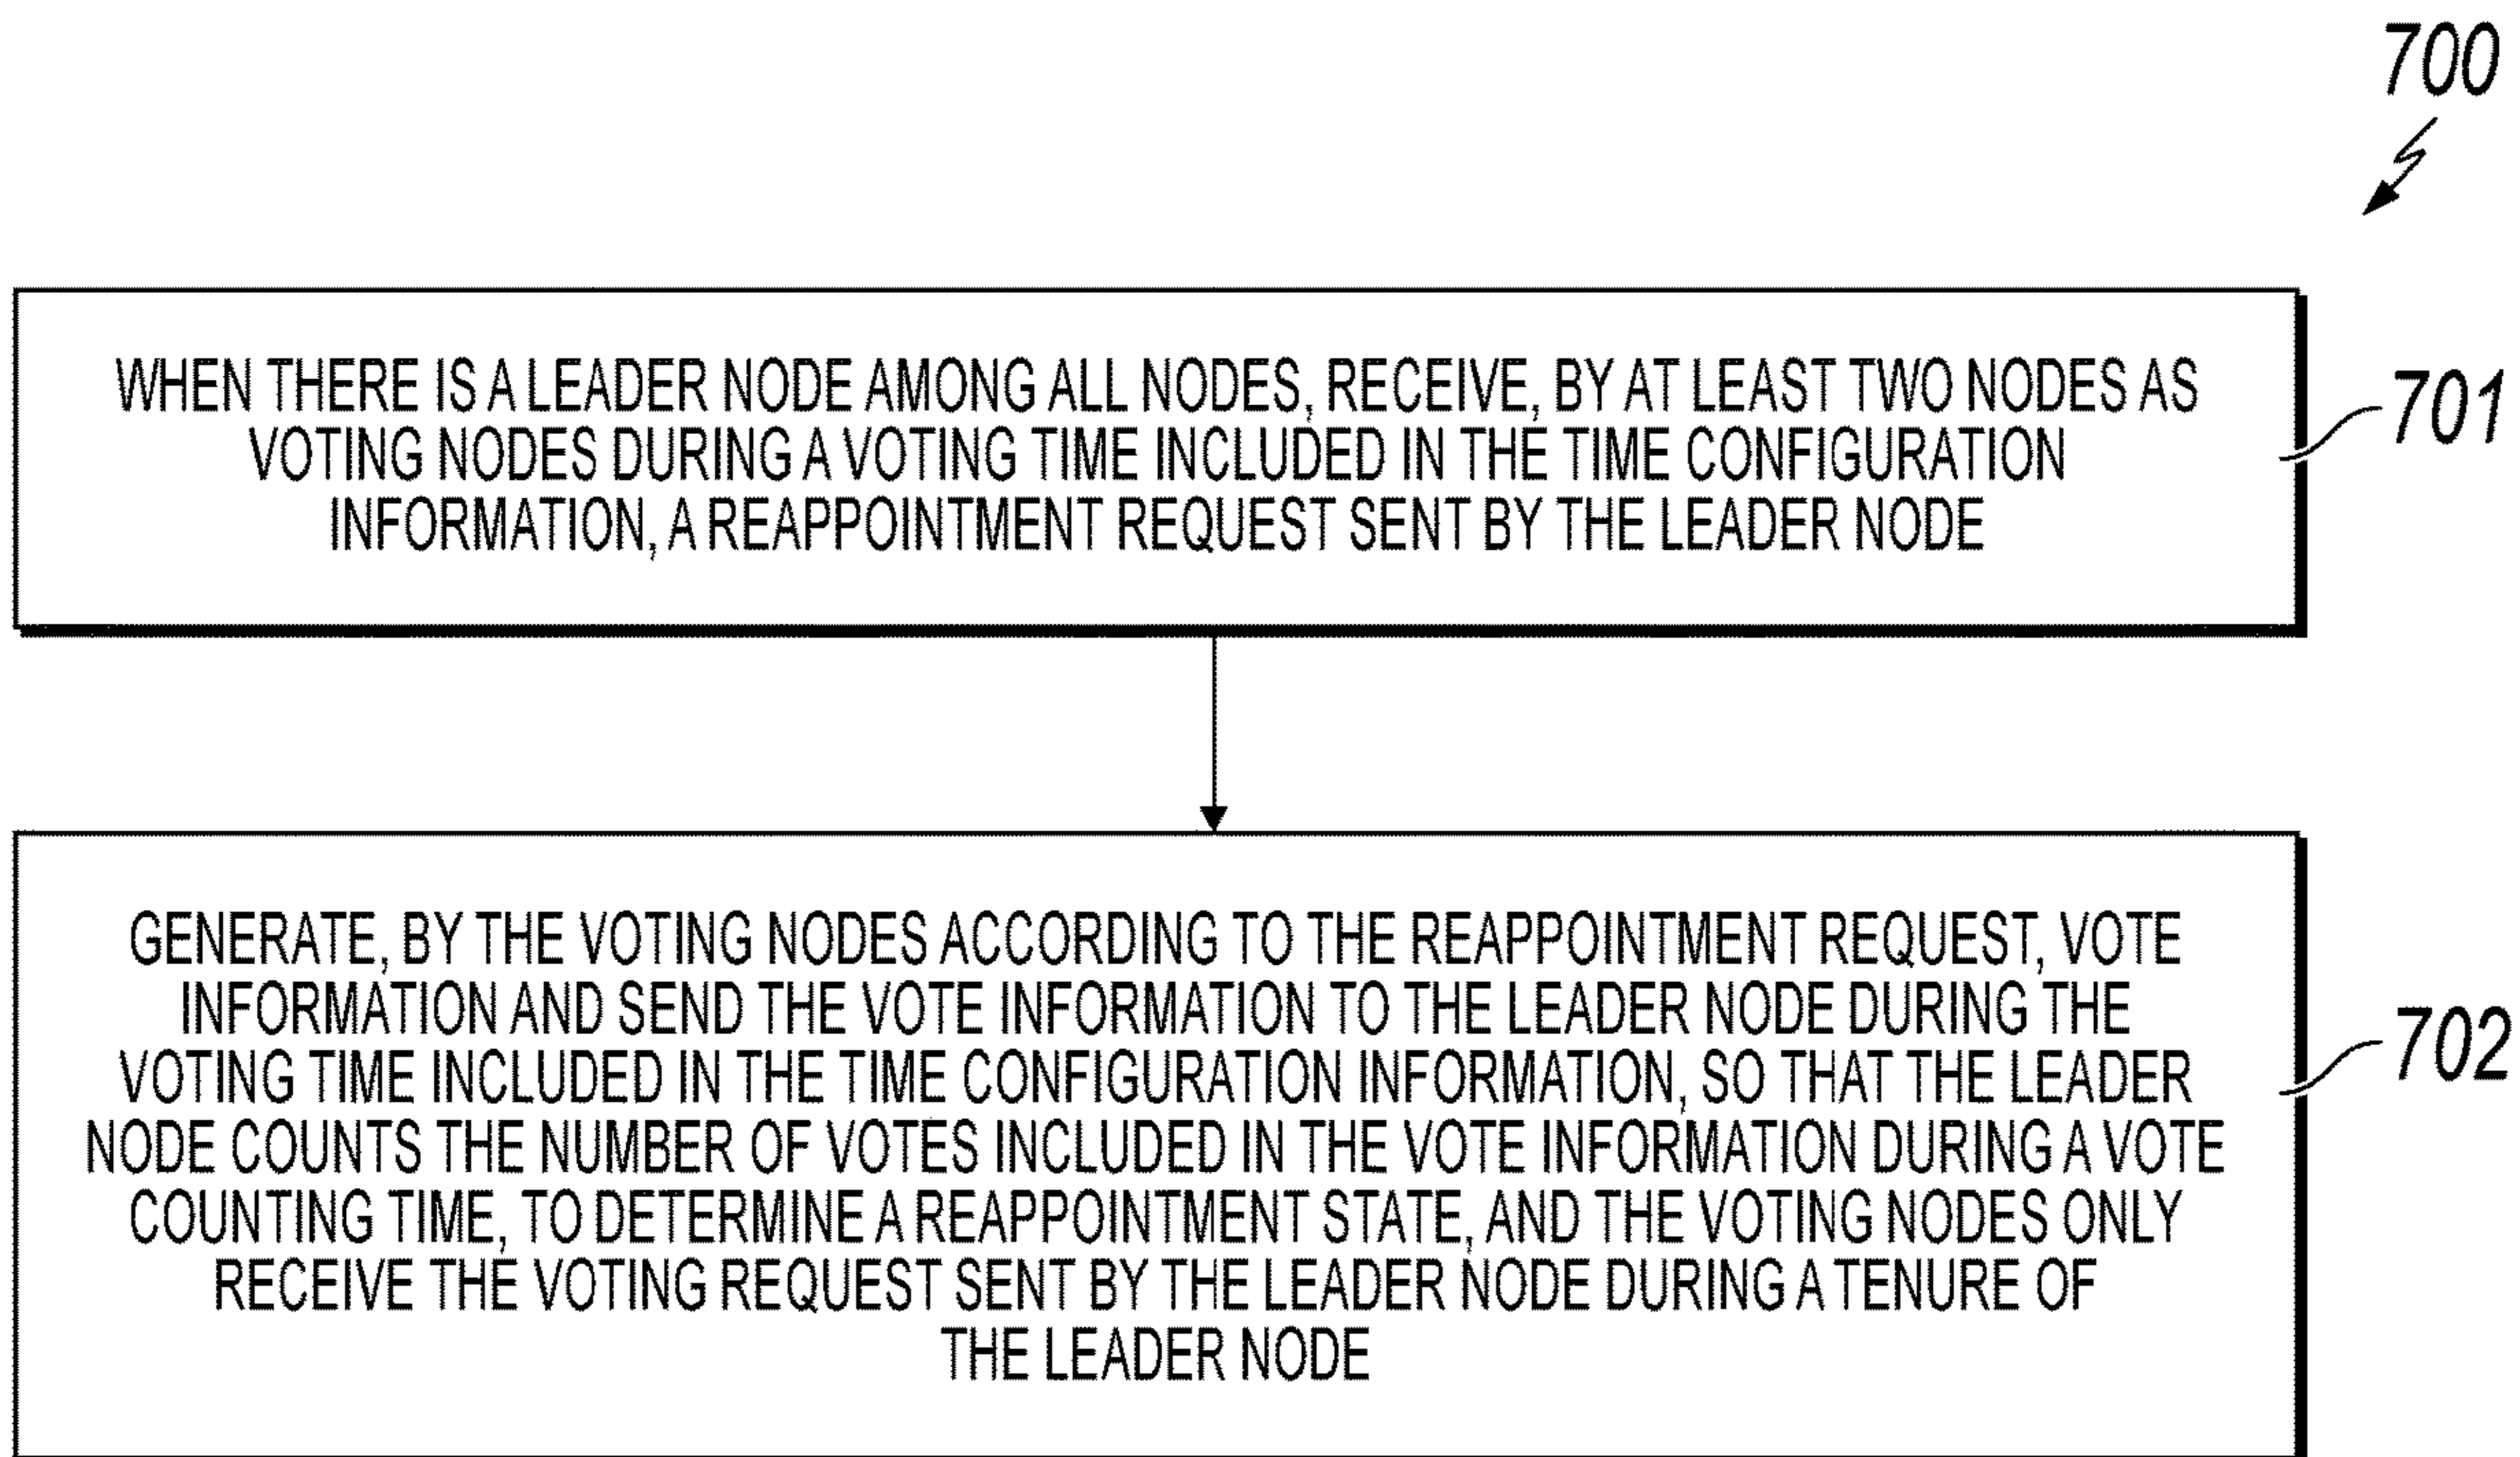 700
WHEN THERE IS A LEADER NODE AMONG ALL NODES, RECEIVE, BY AT LEAST TWO NODES AS
VOTING NODES DURING A VOTING TIME INCLUDED IN THE TIME CONFIGURATION
INFORMATION, A REAPPOINTMENT REQUEST SENT BY THE LEADER NODE
701
GENERATE, BY THE VOTING NODES ACCORDING TO THE REAPPOINTMENT REQUEST, VOTE
INFORMATION AND SEND THE VOTE INFORMATION TO THE LEADER NODE DURING THE
VOTING TIME INCLUDED IN THE TIME CONFIGURATION INFORMATION, SO THAT THE LEADER
NODE COUNTS THE NUMBER OF VOTES INCLUDED IN THE VOTE INFORMATION DURING A VOTE
COUNTING TIME, TO DETERMINE A REAPPOINTMENT STATE, AND THE VOTING NODES ONLY
RECEIVE THE VOTING REQUEST SENT BY THE LEADER NODE DURING A TENURE OF
THE LEADER NODE
702